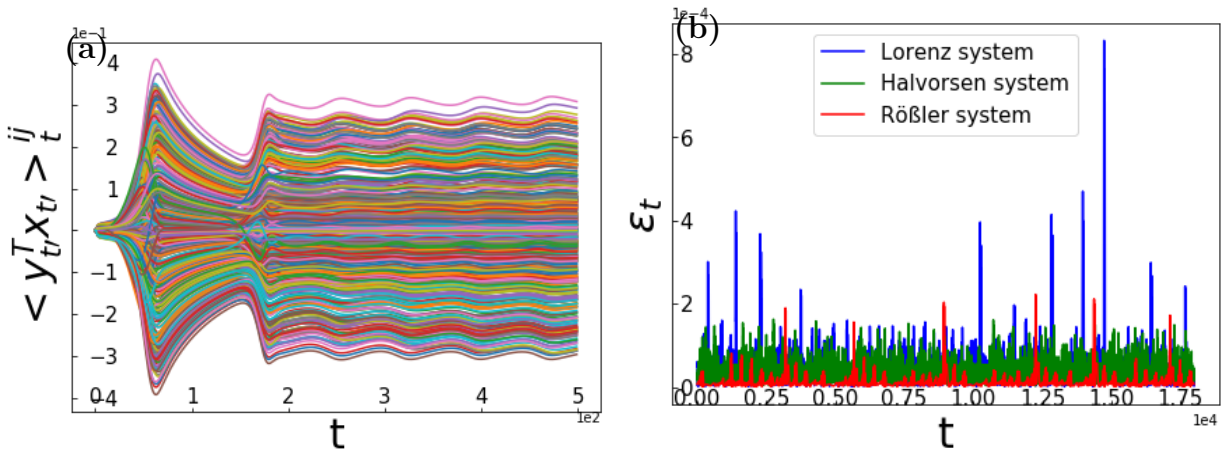 (a)
1e−1
4
3
2
1
0
−1
−2
−3
−4
< y_{t'}^T x_{t'} >_t^{ij}
0 1 2 3 4 5
1e2
t
(b)
1e−4
8
6
4
2
0
ε_t
Lorenz system
Halvorsen system
Rößler system
0.00 0.25 0.50 0.75 1.00 1.25 1.50 1.75
1e4
t